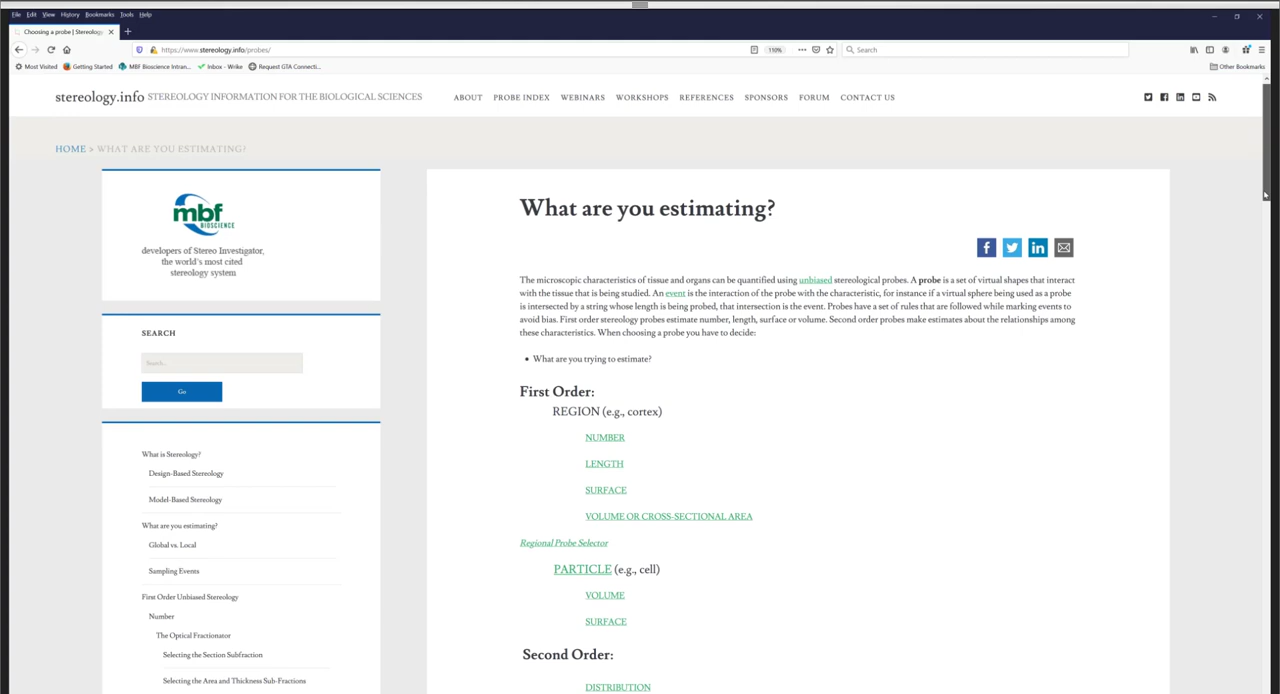 File Edit View History Bookmarks Tools Help
Choosing a probe | Stereology
https://www.stereology.info/probes/
110%
Search
Most Visited Getting Started MBF Bioscience Intran... Inbox - Wrike Request GTA Connecti...
Other Bookmarks
stereology.info STEREOLOGY INFORMATION FOR THE BIOLOGICAL SCIENCES
ABOUT PROBE INDEX WEBINARS WORKSHOPS REFERENCES SPONSORS FORUM CONTACT US
HOME > WHAT ARE YOU ESTIMATING?
mbf
BIOSCIENCE
developers of Stereo Investigator,
the world's most cited
stereology system
SEARCH
Search...
Go
What is Stereology?
Design-Based Stereology
Model-Based Stereology
What are you estimating?
Global vs. Local
Sampling Events
First Order Unbiased Stereology
Number
The Optical Fractionator
Selecting the Section Subfraction
Selecting the Area and Thickness Sub-Fractions
What are you estimating?
The microscopic characteristics of tissue and organs can be quantified using unbiased stereological probes. A probe is a set of virtual shapes that interact
with the tissue that is being studied. An event is the interaction of the probe with the characteristic, for instance if a virtual sphere being used as a probe
is intersected by a string whose length is being probed, that intersection is the event. Probes have a set of rules that are followed while marking events to
avoid bias. First order stereology probes estimate number, length, surface or volume. Second order probes make estimates about the relationships among
these characteristics. When choosing a probe you have to decide:
• What are you trying to estimate?
First Order:
REGION (e.g., cortex)
NUMBER
LENGTH
SURFACE
VOLUME OR CROSS-SECTIONAL AREA
Regional Probe Selector
PARTICLE (e.g., cell)
VOLUME
SURFACE
Second Order:
DISTRIBUTION